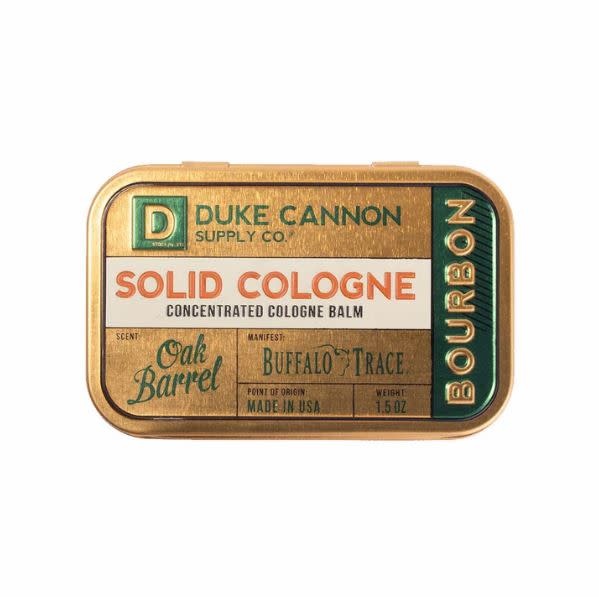 D
DUKE CANNON
SUPPLY CO.®
SOLID COLOGNE
CONCENTRATED COLOGNE BALM
SCENT:
Oak
Barrel
MANIFEST:
BUFFALO TRACE.
POINT OF ORIGIN:
MADE IN USA
WEIGHT:
1.5 OZ
BOURBON